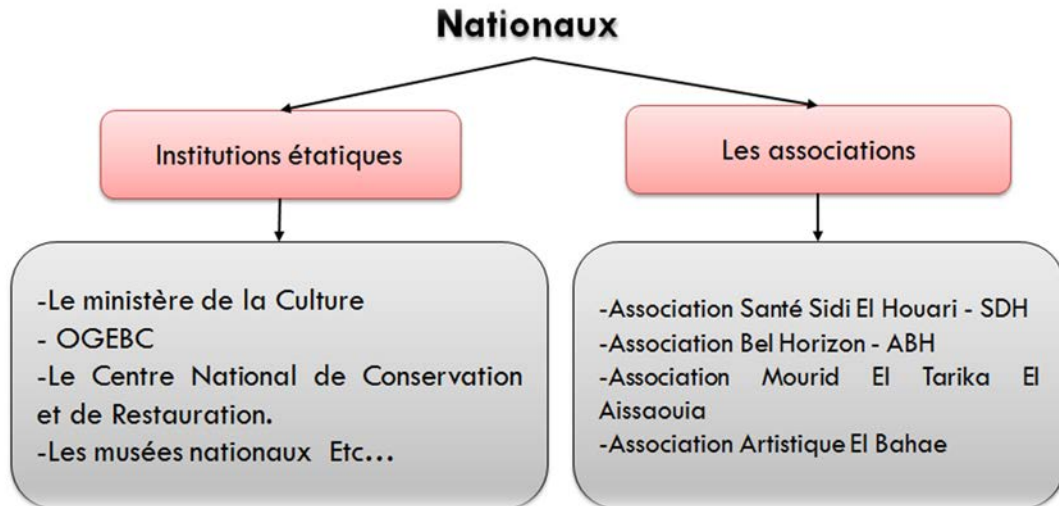 Nationaux
Institutions étatiques
Les associations
-Le ministère de la Culture
- OGEBC
-Le Centre National de Conservation
et de Restauration.
-Les musées nationaux Etc...
-Association Santé Sidi El Houari - SDH
-Association Bel Horizon - ABH
-Association Mourid El Tarika El
Aissaouia
-Association Artistique El Bahae